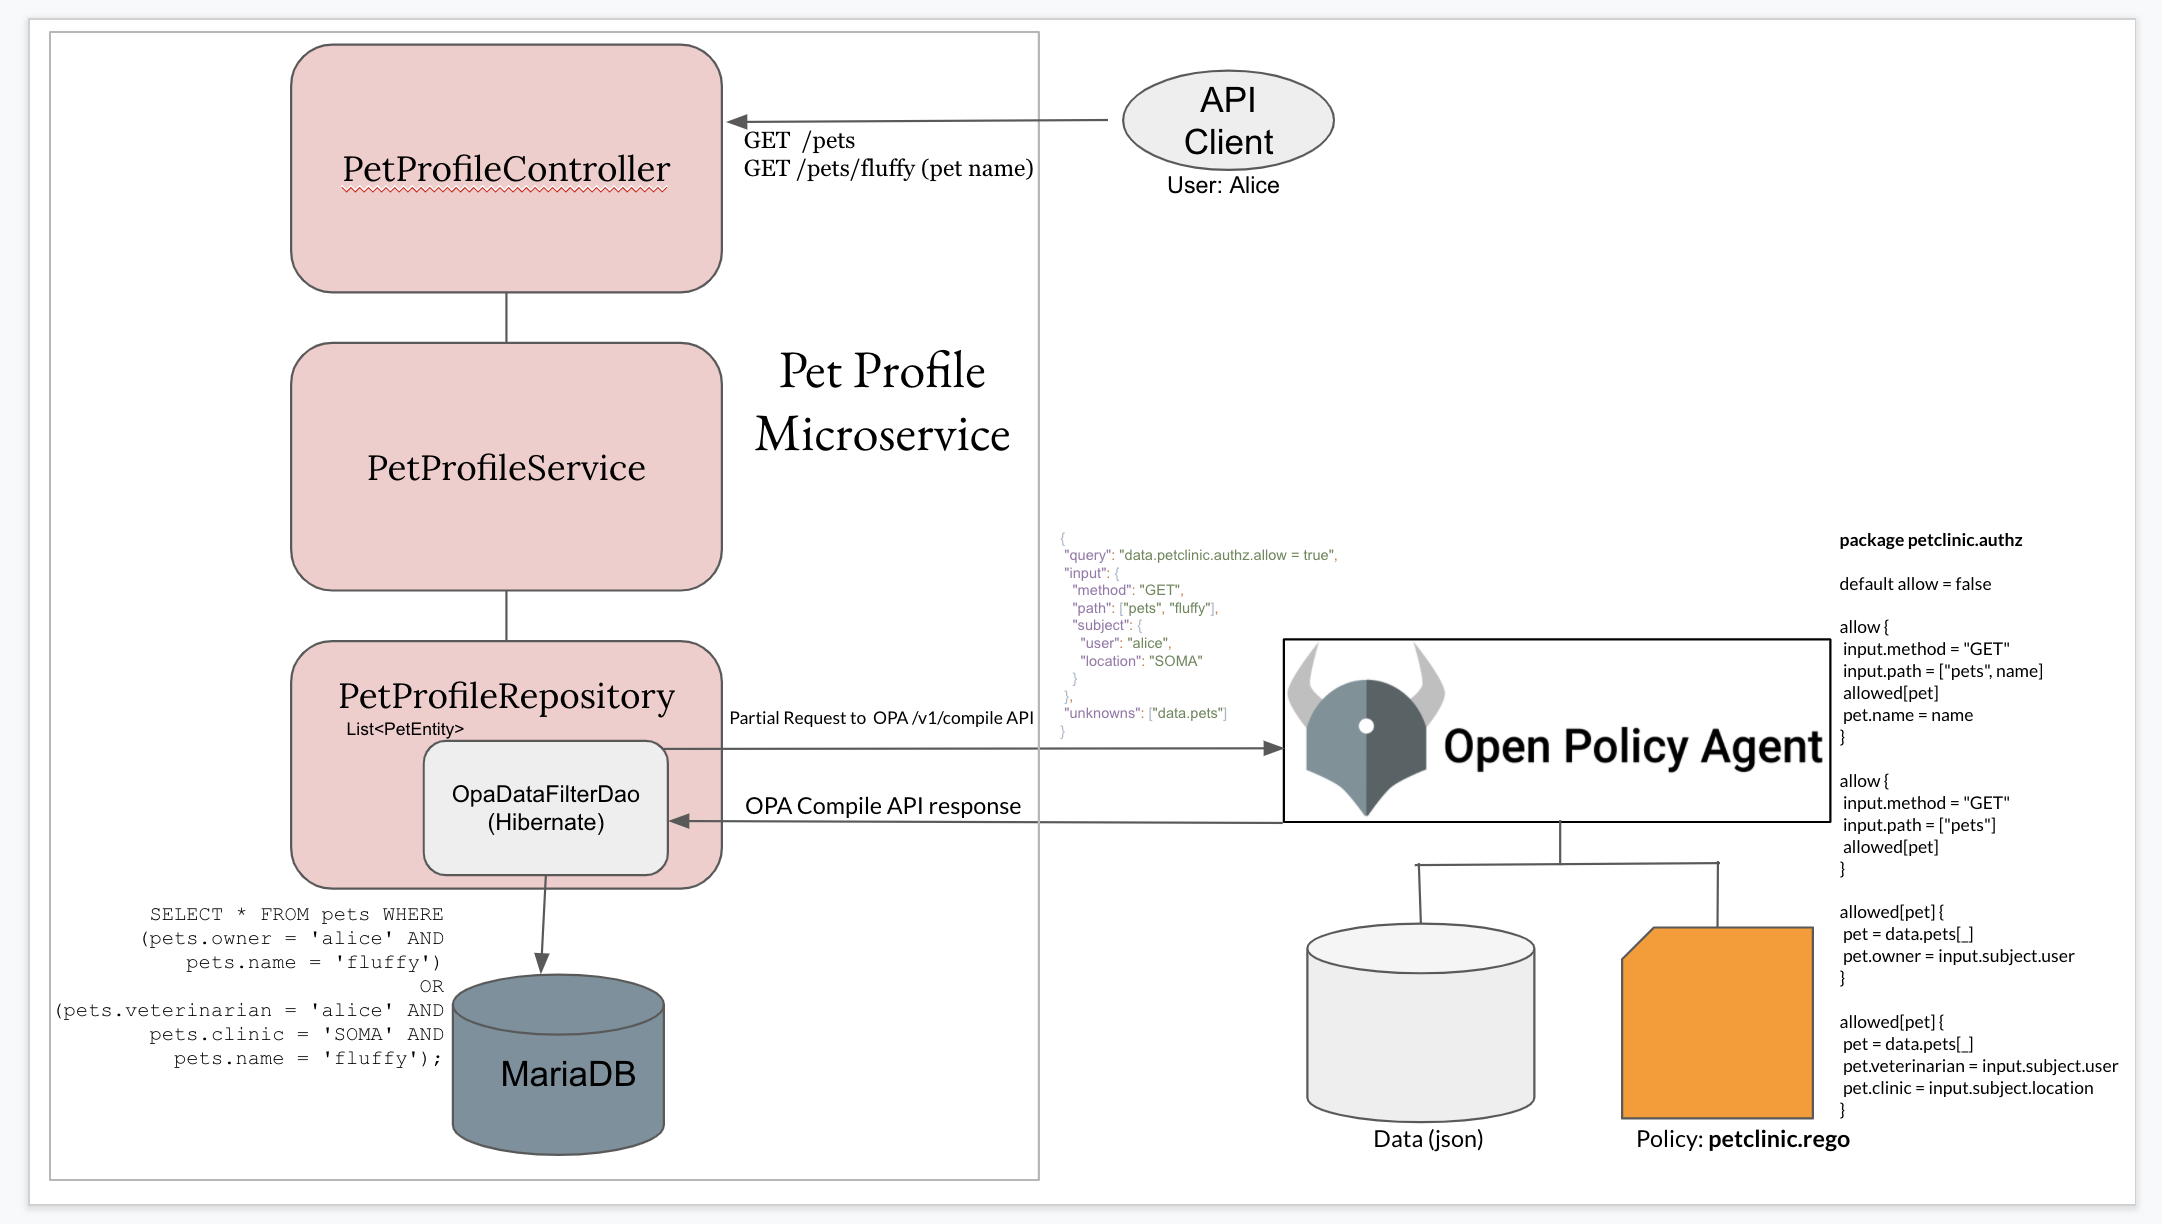 PetProfileController
GET  /pets
GET /pets/fluffy (pet name)
API
Client
User: Alice
PetProfileService
Pet Profile
Microservice
PetProfileRepository
List<PetEntity>
OpaDataFilterDao
(Hibernate)
Partial Request to  OPA /v1/compile API
OPA Compile API response
{
"query": "data.petclinic.authz.allow = true",
"input": {
"method": "GET",
"path": ["pets", "fluffy"],
"subject": {
"user": "alice",
"location": "SOMA"
}
},
"unknowns": ["data.pets"]
}
Open Policy Agent
SELECT * FROM pets WHERE
(pets.owner = 'alice' AND
pets.name = 'fluffy')
OR
(pets.veterinarian = 'alice' AND
pets.clinic = 'SOMA' AND
pets.name = 'fluffy');
MariaDB
Data (json)
Policy: petclinic.rego
package petclinic.authz
default allow = false
allow {
input.method = "GET"
input.path = ["pets", name]
allowed[pet]
pet.name = name
}
allow {
input.method = "GET"
input.path = ["pets"]
allowed[pet]
}
allowed[pet] {
pet = data.pets[_]
pet.owner = input.subject.user
}
allowed[pet] {
pet = data.pets[_]
pet.veterinarian = input.subject.user
pet.clinic = input.subject.location
}